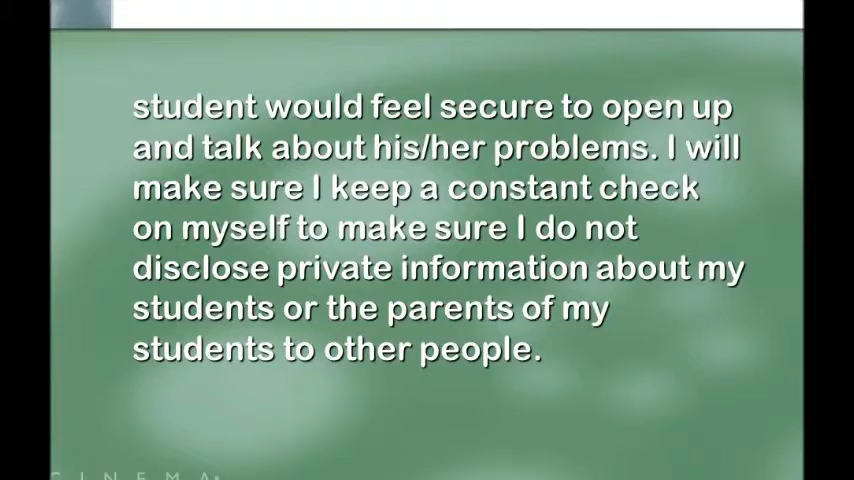 student would feel secure to open up
and talk about his/her problems. I will
make sure I keep a constant check
on myself to make sure I do not
disclose private information about my
students or the parents of my
students to other people.
CINEMA